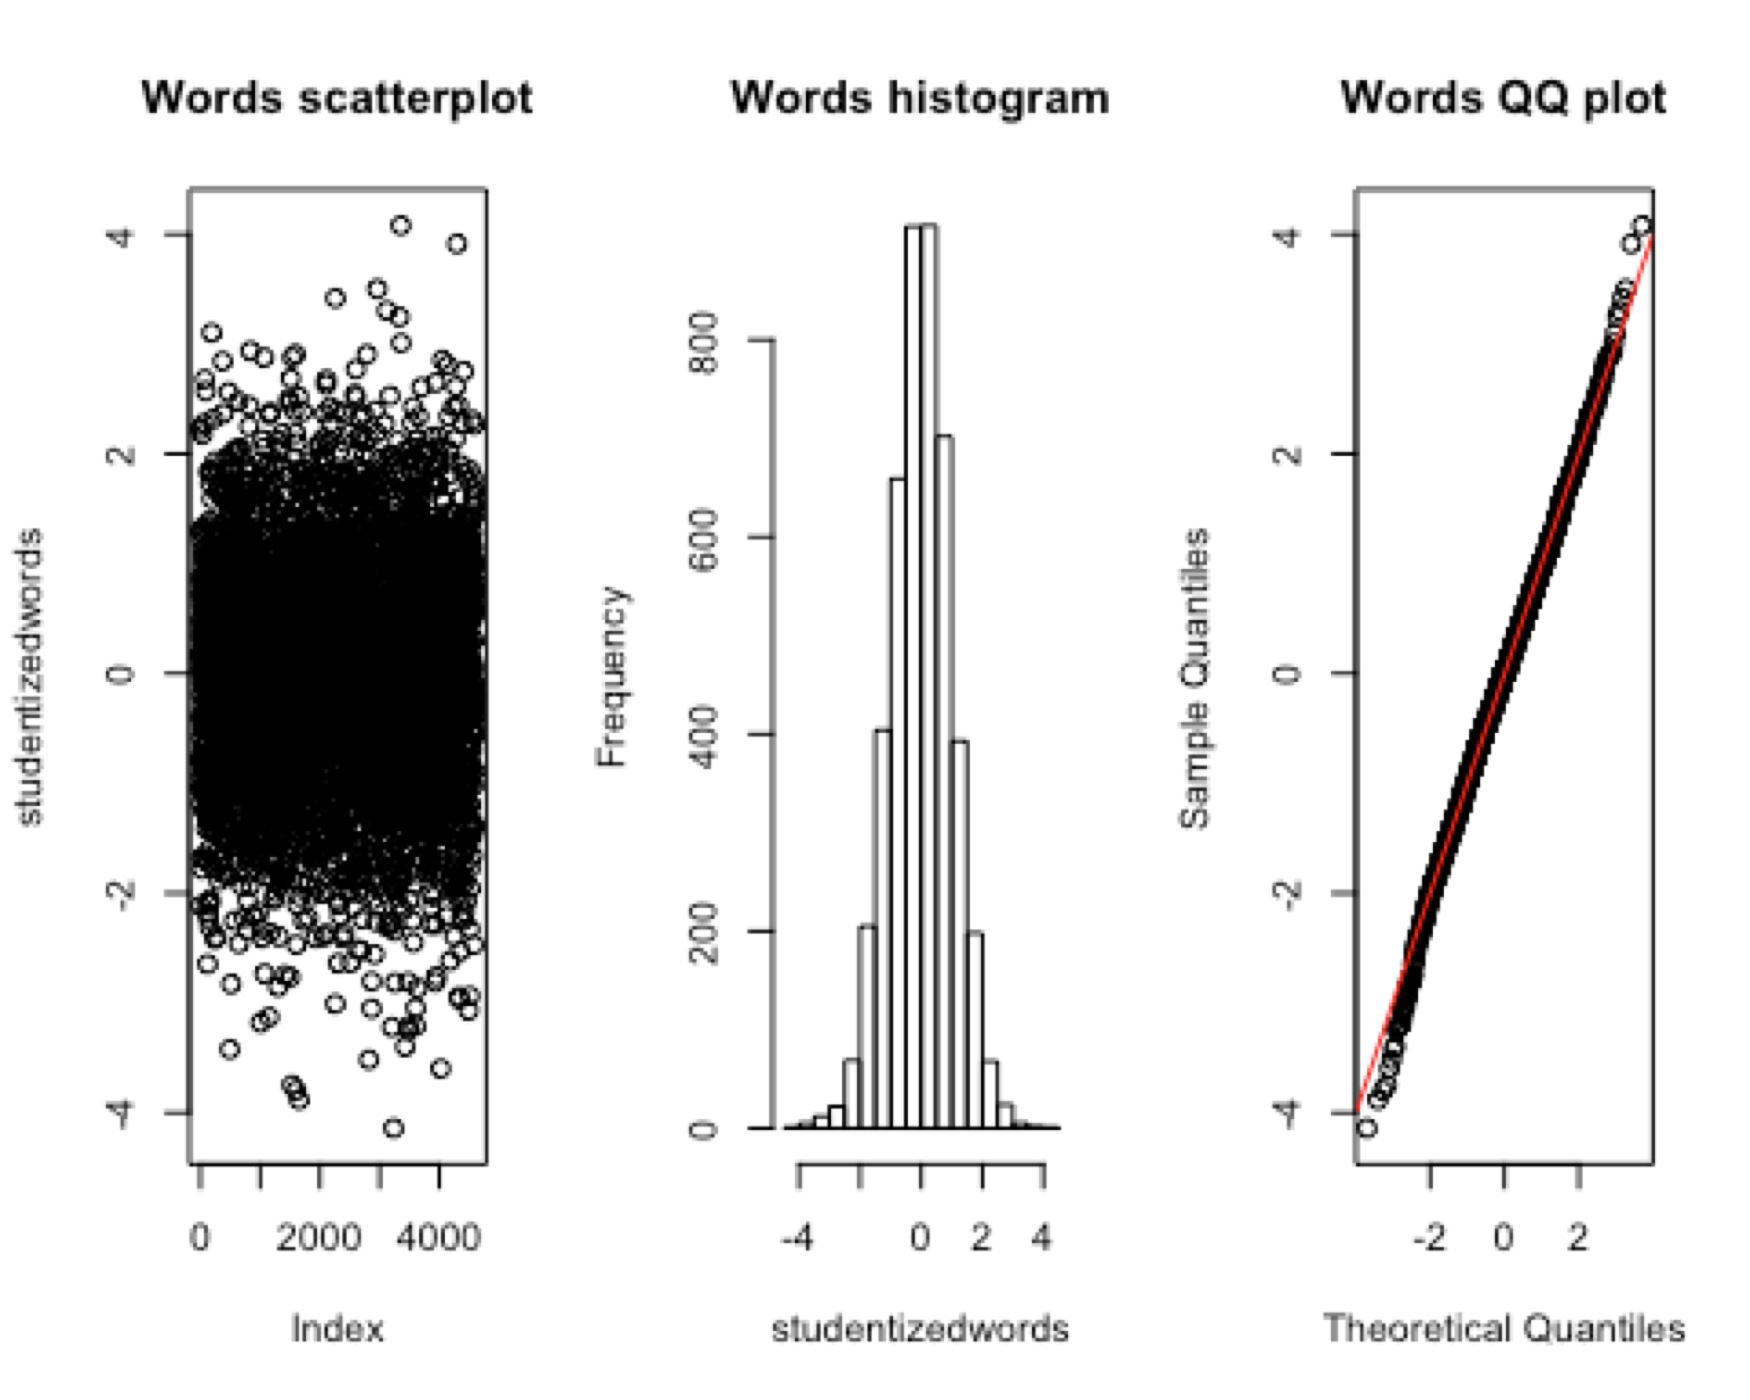 Words scatterplot
studentizedwords
4
2
0
-2
-4
0 2000 4000
Index
Words histogram
Frequency
800
600
400
200
0
-4 0 2 4
studentizedwords
Words QQ plot
Sample Quantiles
4
2
0
-2
-4
-2 0 2
Theoretical Quantiles